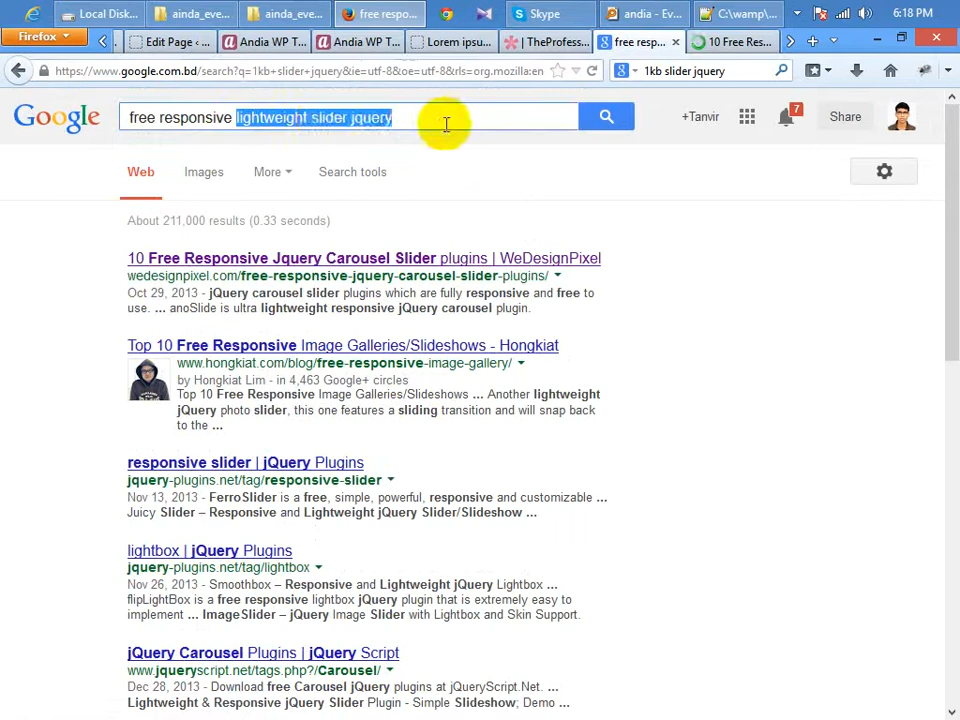 Local Disk...
ainda_eve...
ainda_eve...
free respo...
Skype
andia - Ev...
C:\wamp\...
6:18 PM
Firefox
Edit Page ‹ ...
Andia WP T...
Andia WP T...
Lorem ipsu...
| TheProfess...
free resp...
10 Free Res...
https://www.google.com.bd/search?q=1kb+slider+jquery&ie=utf-8&oe=utf-8&rls=org.mozilla:en
1kb slider jquery
Google
free responsive lightweight slider jquery
+Tanvir
7
Share
Web
Images
More
Search tools
About 211,000 results (0.33 seconds)
10 Free Responsive Jquery Carousel Slider plugins | WeDesignPixel
wedesignpixel.com/free-responsive-jquery-carousel-slider-plugins/
Oct 29, 2013 - jQuery carousel slider plugins which are fully responsive and free to
use. ... anoSlide is ultra lightweight responsive jQuery carousel plugin.
Top 10 Free Responsive Image Galleries/Slideshows - Hongkiat
www.hongkiat.com/blog/free-responsive-image-gallery/
by Hongkiat Lim - in 4,463 Google+ circles
Top 10 Free Responsive Image Galleries/Slideshows ... Another lightweight
jQuery photo slider, this one features a sliding transition and will snap back
to the ...
responsive slider | jQuery Plugins
jquery-plugins.net/tag/responsive-slider
Nov 13, 2013 - FerroSlider is a free, simple, powerful, responsive and customizable ...
Juicy Slider – Responsive and Lightweight jQuery Slider/Slideshow ...
lightbox | jQuery Plugins
jquery-plugins.net/tag/lightbox
Nov 26, 2013 - Smoothbox – Responsive and Lightweight jQuery Lightbox ...
flipLightBox is a free responsive lightbox jQuery plugin that is extremely easy to
implement ... ImageSlider – jQuery Image Slider with Lightbox and Skin Support.
jQuery Carousel Plugins | jQuery Script
www.jqueryscript.net/tags.php?/Carousel/
Dec 28, 2013 - Download free Carousel jQuery plugins at jQueryScript.Net. ...
Lightweight & Responsive jQuery Slider Plugin - Simple Slideshow; Demo ...